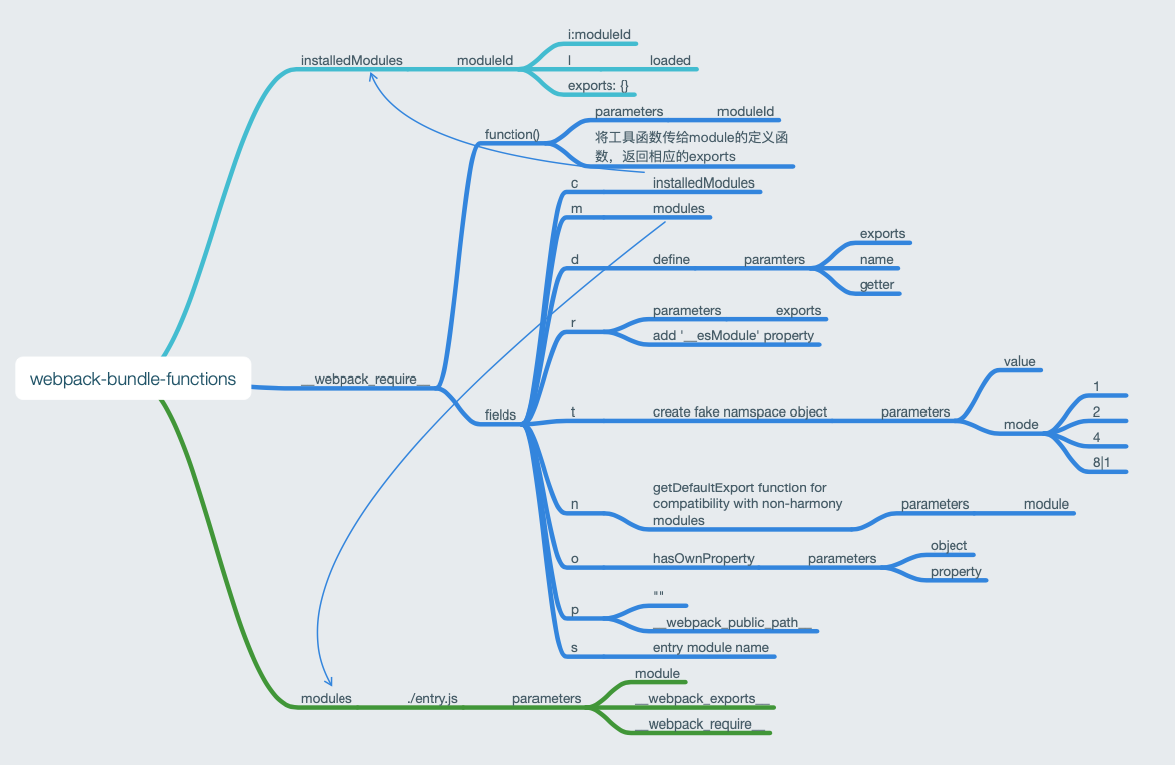 webpack-bundle-functions
installedModules
moduleId
i:moduleId
l
loaded
exports: {}
__webpack_require__
function()
parameters
moduleId
将工具函数传给module的定义函
数，返回相应的exports
fields
c
installedModules
m
modules
d
define
paramters
exports
name
getter
r
parameters
exports
add '__esModule' property
t
create fake namspace object
parameters
value
mode
1
2
4
8|1
n
getDefaultExport function for
compatibility with non-harmony
modules
parameters
module
o
hasOwnProperty
parameters
object
property
p
""
__webpack_public_path__
s
entry module name
modules
./entry.js
parameters
module
__webpack_exports__
__webpack_require__